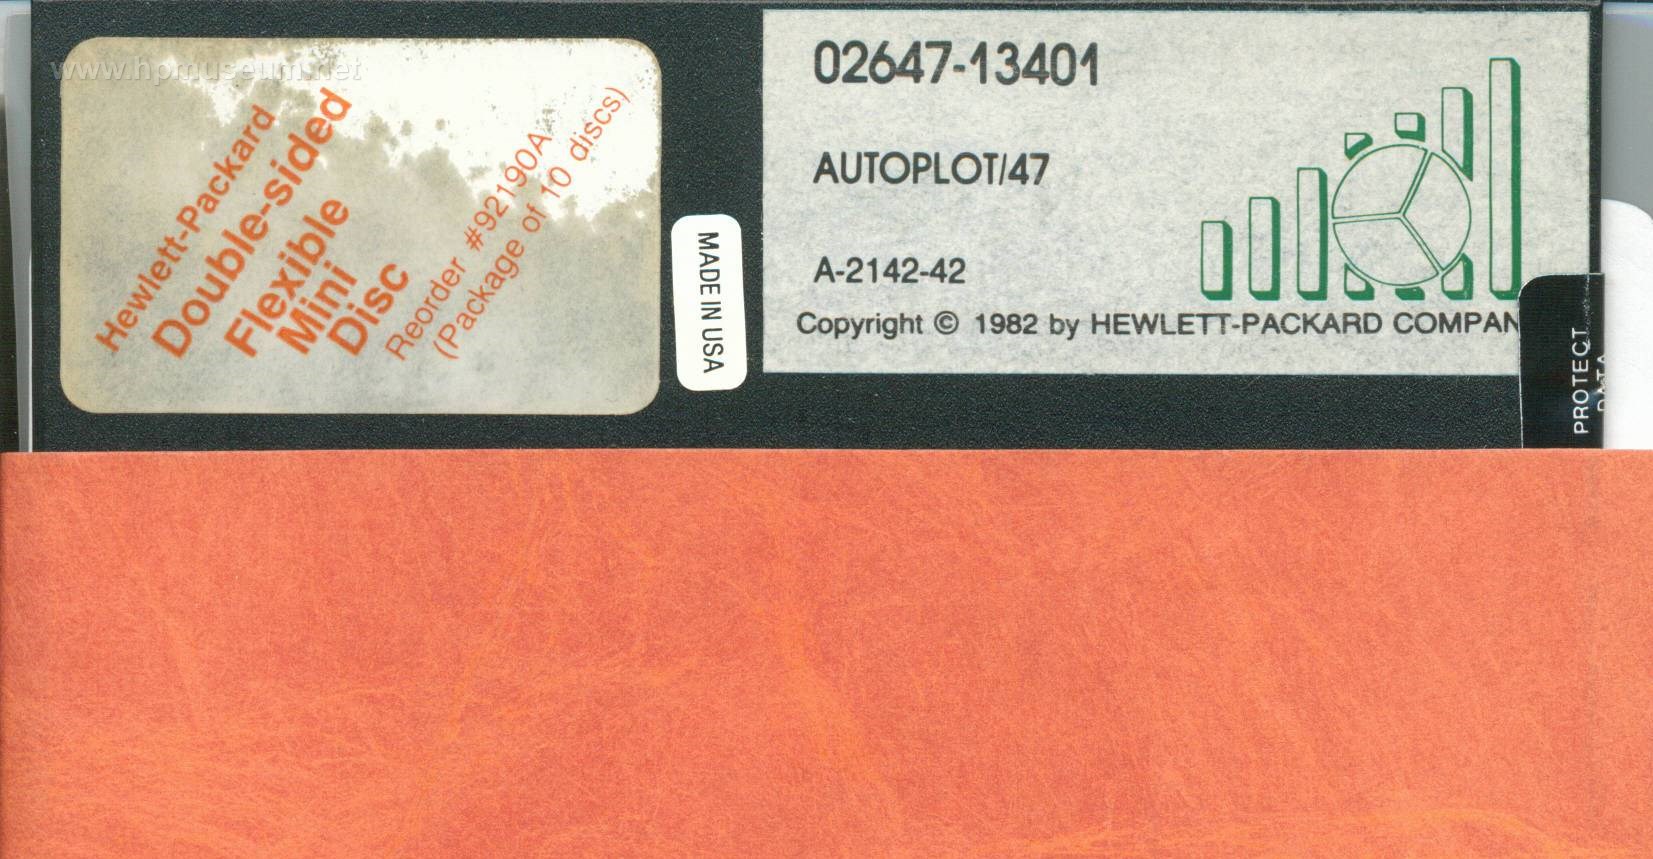 www.hpmuseum.net
Hewlett-Packard
Double-sided
Flexible
Mini
Disc
Reorder #92190A
(Package of 10 discs)
MADE IN USA
02647-13401
AUTOPLOT/47
A-2142-42
Copyright © 1982 by HEWLETT-PACKARD COMPAN
PROTECT
DATA